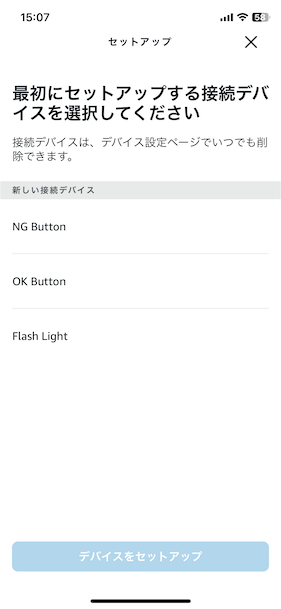 15:07
58
セットアップ
最初にセットアップする接続デバ
イスを選択してください
接続デバイスは、デバイス設定ページでいつでも削
除できます。
新しい接続デバイス
NG Button
OK Button
Flash Light
デバイスをセットアップ